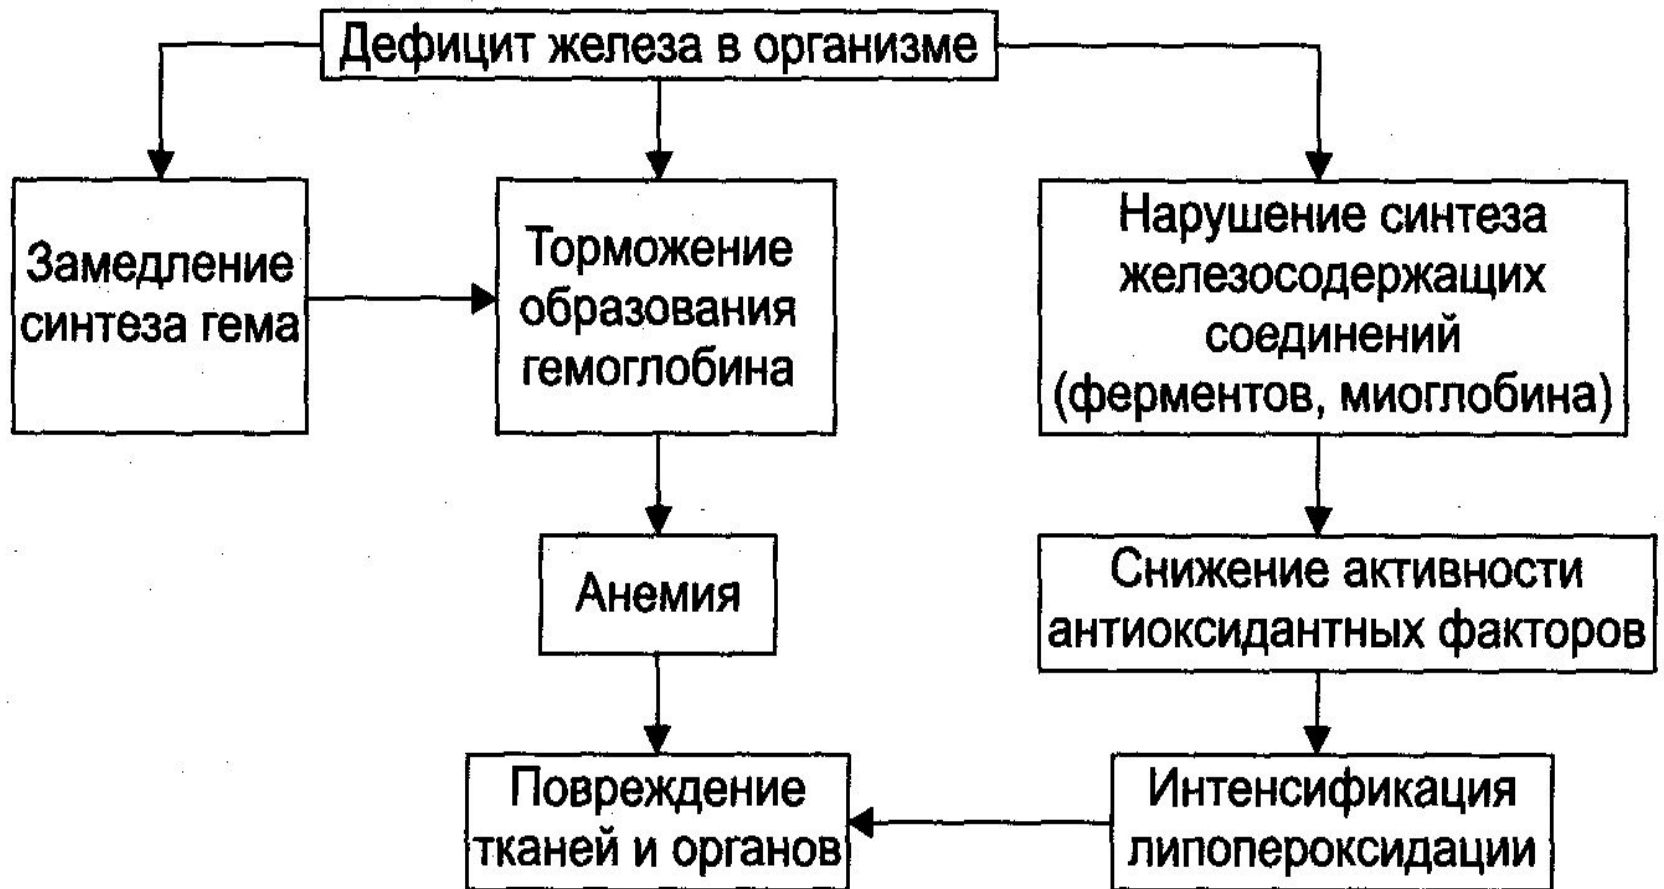 Дефицит железа в организме
Замедление
синтеза гема
Торможение
образования
гемоглобина
Нарушение синтеза
железосодержащих
соединений
(ферментов, миоглобина)
Анемия
Снижение активности
антиоксидантных факторов
Повреждение
тканей и органов
Интенсификация
липопероксидации